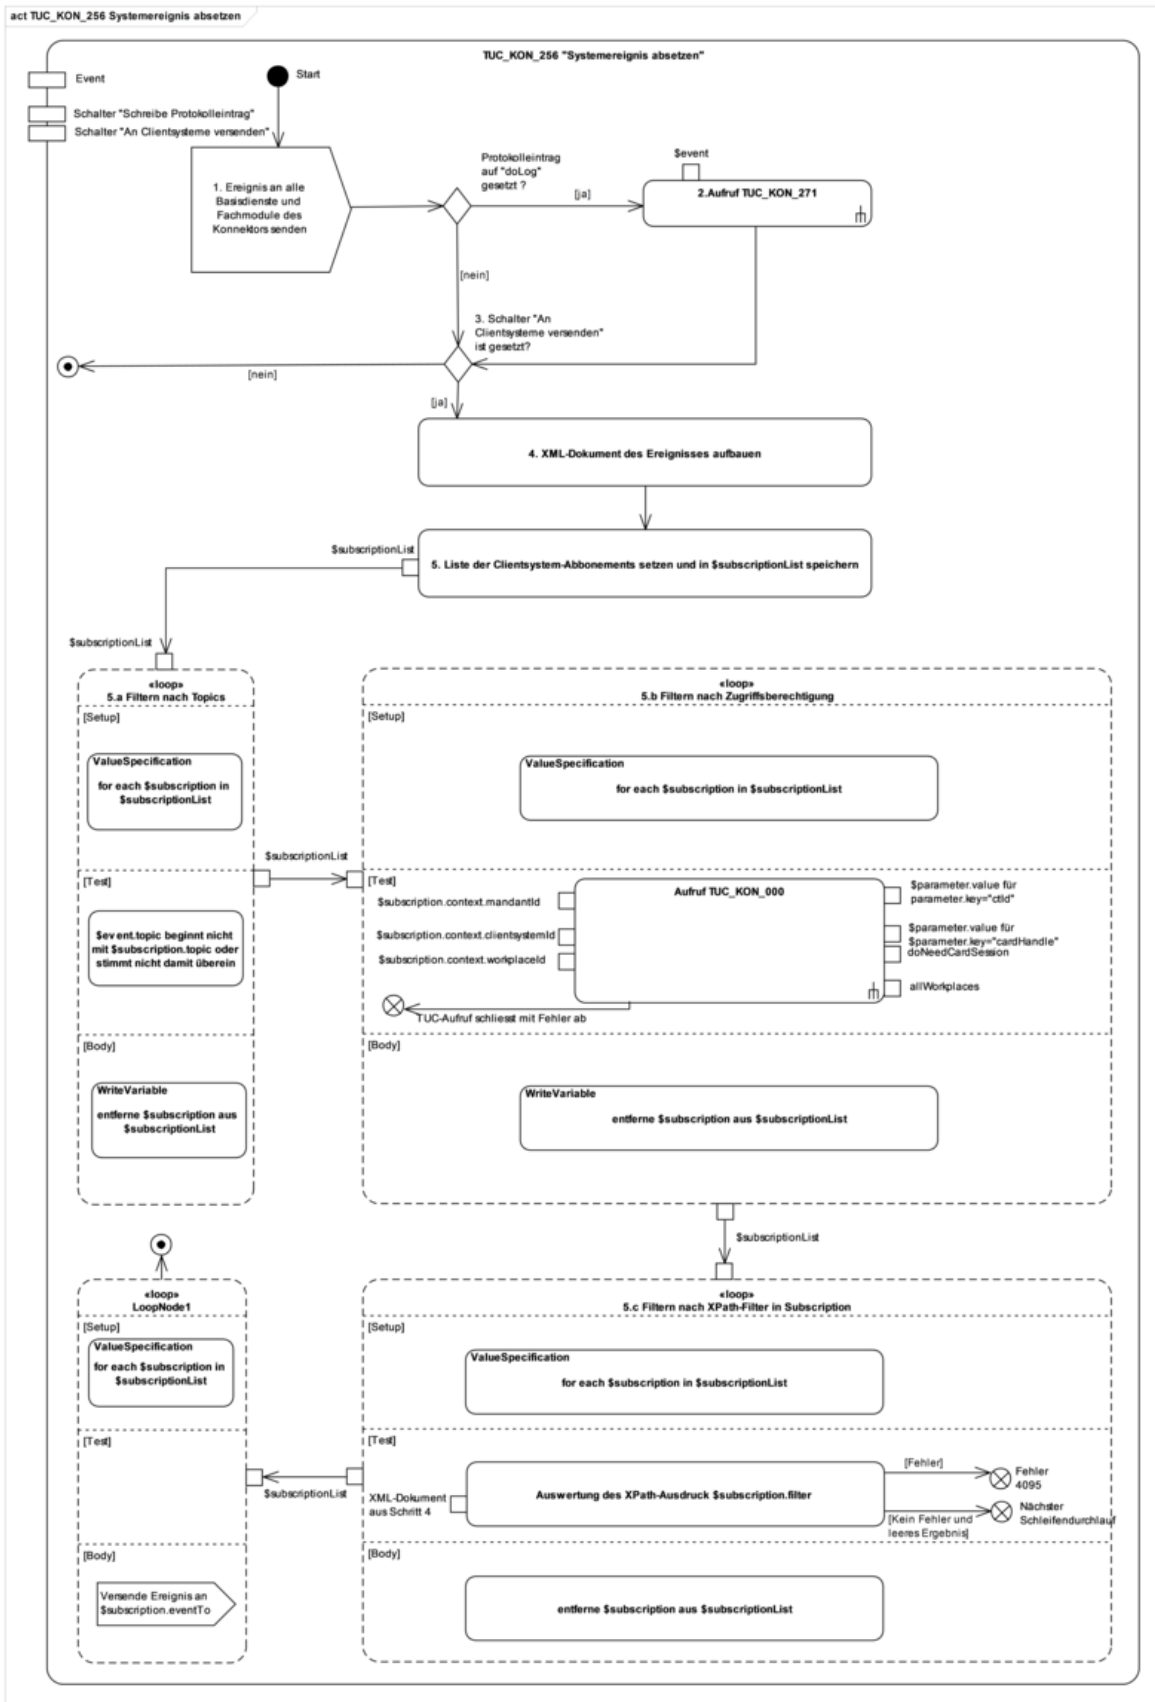 act TUC_KON_256 Systemereignis absetzen
TUC_KON_256 "Systemereignis absetzen"
Event
Start
Schalter "Schreibe Protokolleintrag"
Schalter "An Clientsysteme versenden"
1. Ereignis an alle
Basisdienste und
Fachmodule des
Konnektors senden
Protokolleintrag
auf "doLog"
gesetzt ?
[ja]
$event
2.Aufruf TUC_KON_271
[nein]
3. Schalter "An
Clientsysteme versenden"
ist gesetzt?
[nein]
[ja]
4. XML-Dokument des Ereignisses aufbauen
$subscriptionList
5. Liste der Clientsystem-Abbonements setzen und in $subscriptionList speichern
$subscriptionList
«loop»
5.a Filtern nach Topics
[Setup]
ValueSpecification
for each $subscription in
$subscriptionList
[Test]
$event.topic beginnt nicht
mit $subscription.topic oder
stimmt nicht damit überein
[Body]
WriteVariable
entferne $subscription aus
$subscriptionList
$subscriptionList
«loop»
5.b Filtern nach Zugriffsberechtigung
[Setup]
ValueSpecification
for each $subscription in $subscriptionList
[Test]
$subscription.context.mandantId
$subscription.context.clientsystemId
$subscription.context.workplaceId
Aufruf TUC_KON_000
$parameter.value für
parameter.key="ctId"
$parameter.value für
$parameter.key="cardHandle"
doNeedCardSession
allWorkplaces
TUC-Aufruf schliesst mit Fehler ab
[Body]
WriteVariable
entferne $subscription aus $subscriptionList
$subscriptionList
«loop»
5.c Filtern nach XPath-Filter in Subscription
[Setup]
ValueSpecification
for each $subscription in $subscriptionList
[Test]
XML-Dokument
aus Schritt 4
Auswertung des XPath-Ausdruck $subscription.filter
[Fehler]
Fehler
4095
[Kein Fehler und
leeres Ergebnis]
Nächster
Schleifendurchlauf
[Body]
entferne $subscription aus $subscriptionList
$subscriptionList
«loop»
LoopNode1
[Setup]
ValueSpecification
for each $subscription in
$subscriptionList
[Test]
[Body]
Versende Ereignis an
$subscription.eventTo